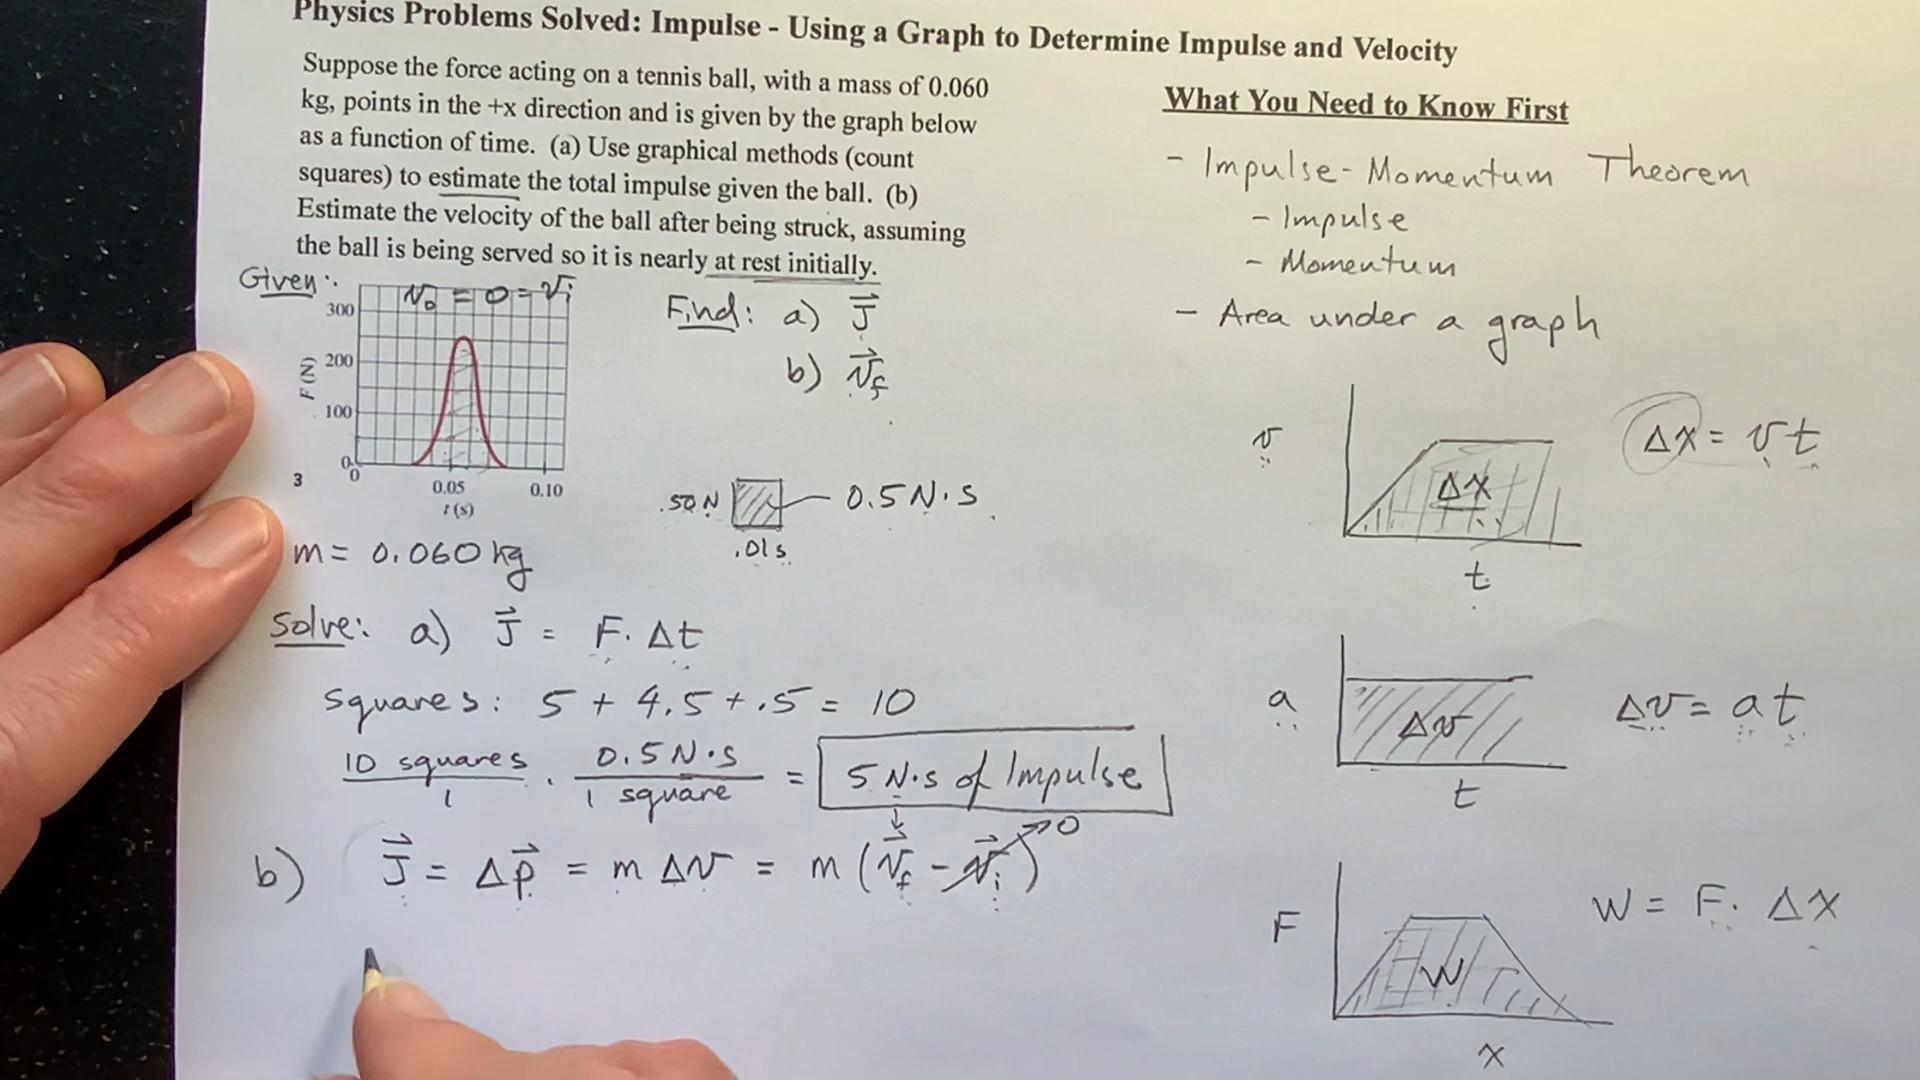 Physics Problems Solved: Impulse - Using a Graph to Determine Impulse and Velocity
Suppose the force acting on a tennis ball, with a mass of 0.060
kg, points in the +x direction and is given by the graph below
as a function of time. (a) Use graphical methods (count
squares) to estimate the total impulse given the ball. (b)
Estimate the velocity of the ball after being struck, assuming
the ball is being served so it is nearly at rest initially.
Given:
v₀ = 0 = vᵢ
300
200
100
0
F (N)
0
0.05
0.10
t (s)
3
m = 0.060 kg
Find: a) J⃗
b) v⃗f
.50 N
0.5 N·s
.01 s
Solve: a) J⃗ = F · Δt
squares: 5 + 4.5 + .5 = 10
10 squares / 1 · 0.5 N·s / 1 square = 5 N·s of Impulse
b) J⃗ = Δp⃗ = m Δv = m (v⃗f - v⃗ᵢ) 0
What You Need to Know First
- Impulse-Momentum Theorem
- Impulse
- Momentum
- Area under a graph
v
Δx
t
Δx = vt
a
Δv
t
Δv = at
F
W
x
W = F · Δx